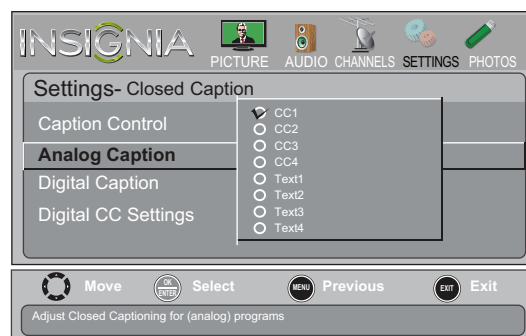 INSIGNIA
PICTURE AUDIO CHANNELS SETTINGS PHOTOS
Settings- Closed Caption
Caption Control
Analog Caption
Digital Caption
Digital CC Settings
CC1
CC2
CC3
CC4
Text1
Text2
Text3
Text4
Move OK ENTER Select MENU Previous EXIT Exit
Adjust Closed Captioning for (analog) programs